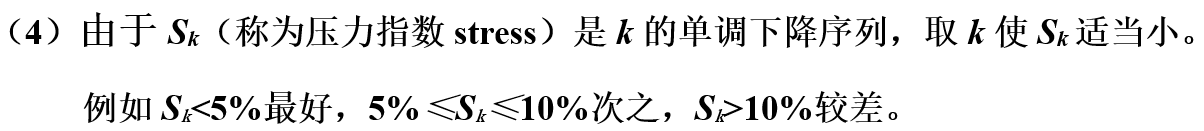 （4）由于 Sk（称为压力指数 stress）是 k 的单调下降序列，取 k 使 Sk 适当小。
例如 Sk<5%最好，5%≤Sk≤10%次之，Sk>10%较差。